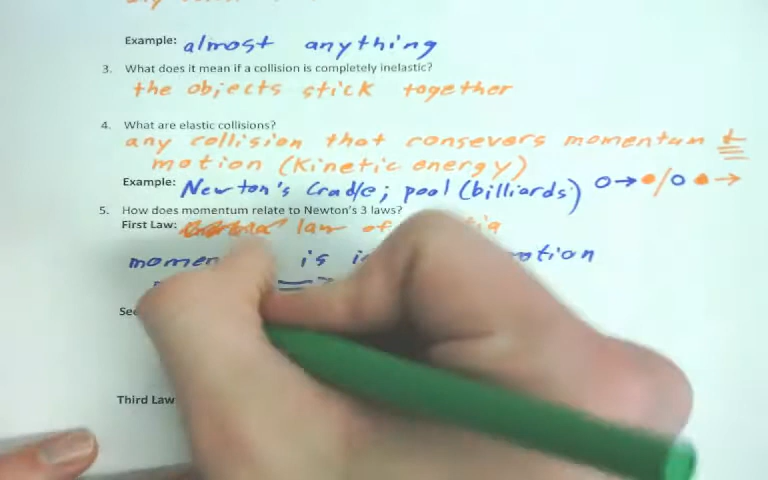 Example: almost anything
3. What does it mean if a collision is completely inelastic?
the objects stick together
4. What are elastic collisions?
any collision that consevers momentum +
motion (Kinetic energy)
Example: Newton's Cradle; pool (billiards)
5. How does momentum relate to Newton's 3 laws?
First Law: law of
is
Third Law